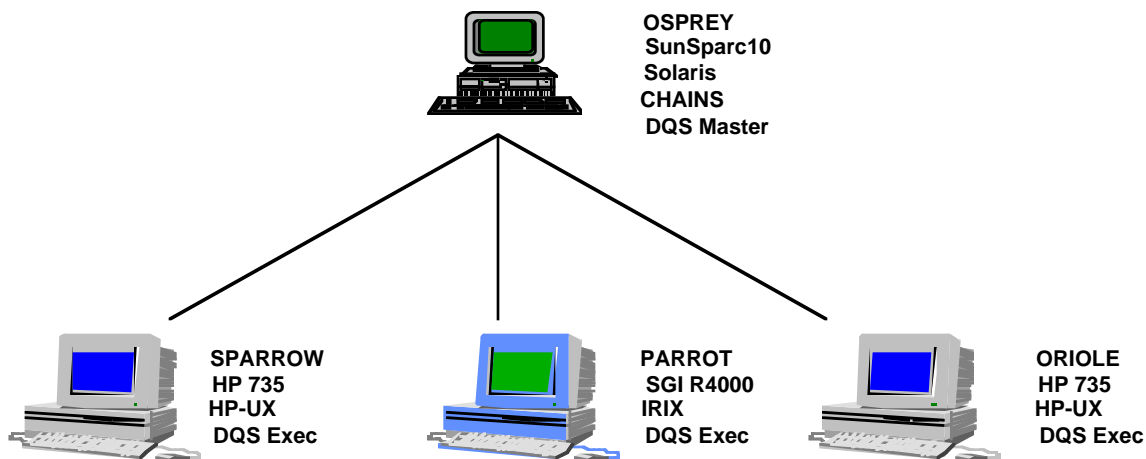 OSPREY
SunSparc10
Solaris
CHAINS
DQS Master
SPARROW
HP 735
HP-UX
DQS Exec
PARROT
SGI R4000
IRIX
DQS Exec
ORIOLE
HP 735
HP-UX
DQS Exec